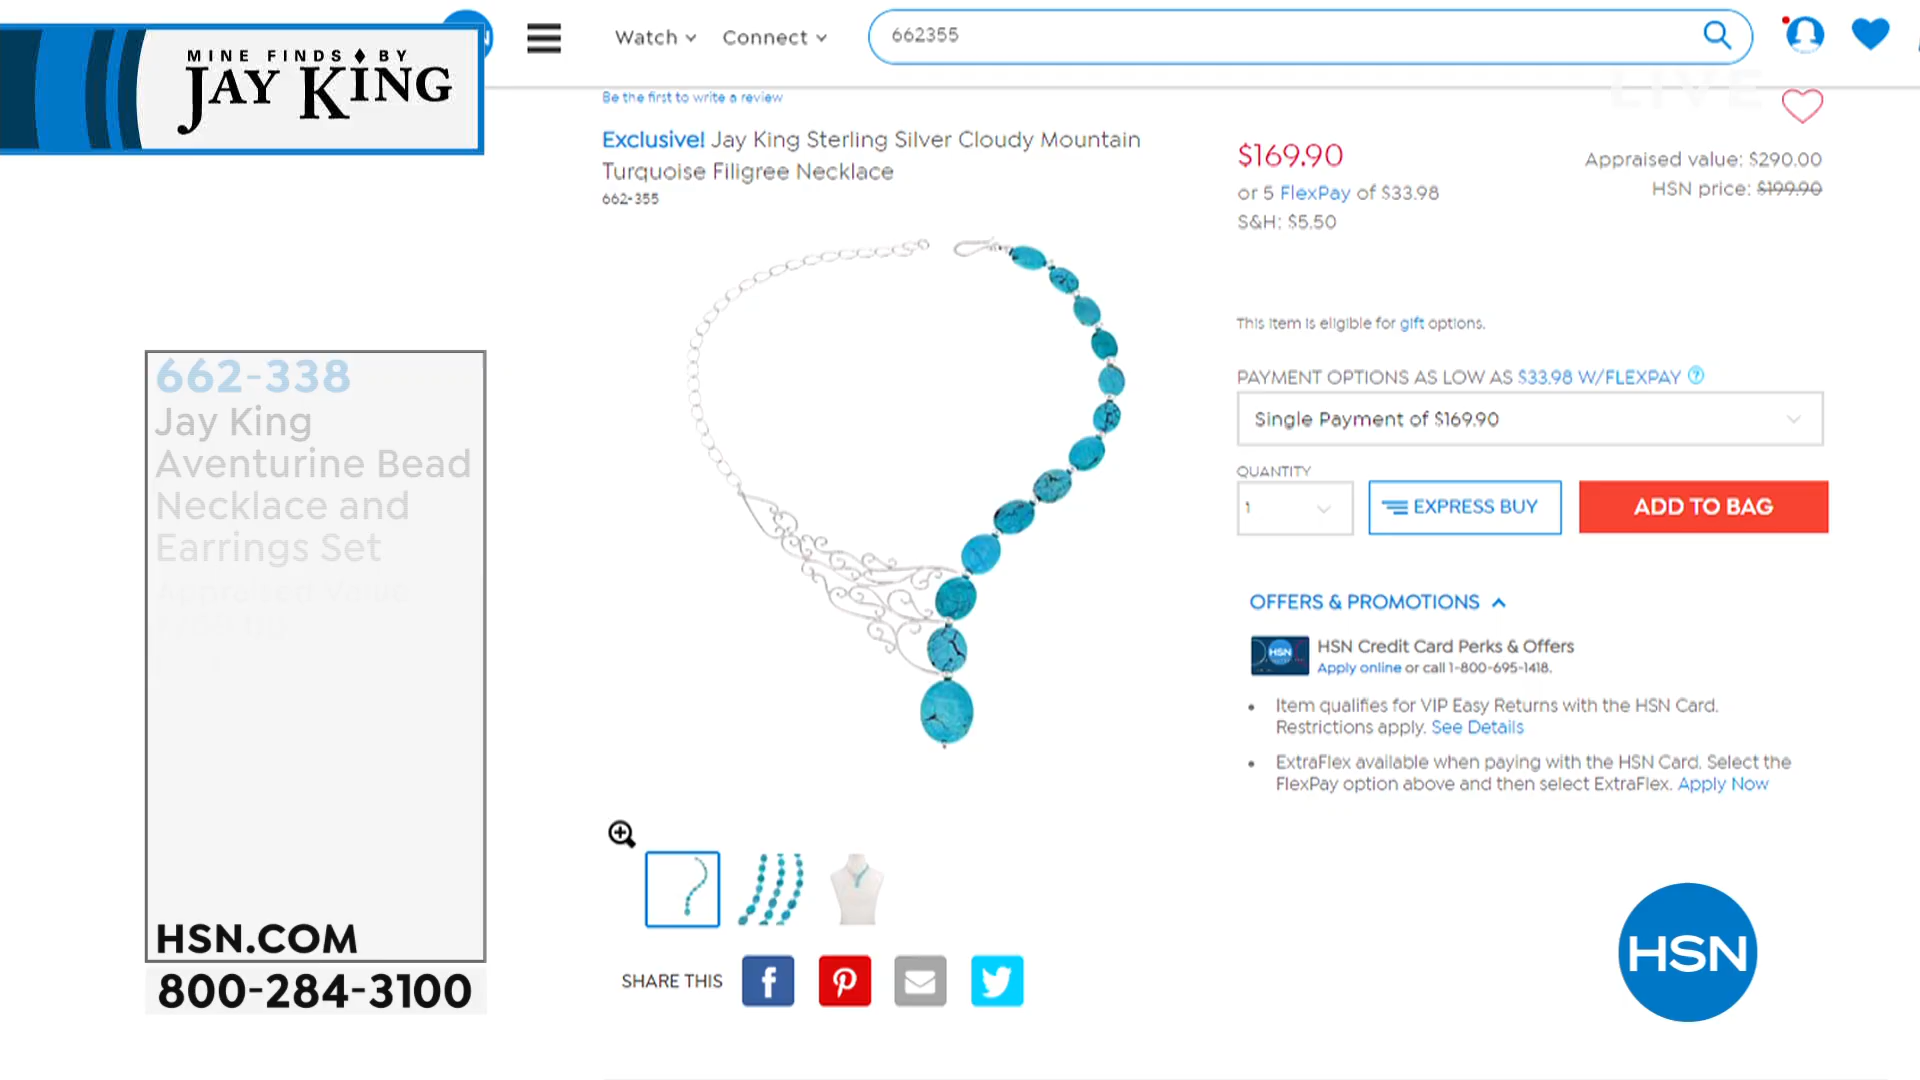 MINE FINDS BY
JAY KING
Watch
Connect
662355
LIVE
Be the first to write a review
Exclusive! Jay King Sterling Silver Cloudy Mountain
Turquoise Filigree Necklace
662-355
$169.90
or 5 FlexPay of $33.98
S&H: $5.50
Appraised value: $290.00
HSN price: $199.90
This item is eligible for gift options.
PAYMENT OPTIONS AS LOW AS $33.98 W/FLEXPAY ?
Single Payment of $169.90
QUANTITY
1
EXPRESS BUY
ADD TO BAG
OFFERS & PROMOTIONS
HSN
HSN Credit Card Perks & Offers
Apply online or call 1-800-695-1418.
• Item qualifies for VIP Easy Returns with the HSN Card.
Restrictions apply. See Details
• ExtraFlex available when paying with the HSN Card. Select the
FlexPay option above and then select ExtraFlex. Apply Now
662-338
Jay King
Aventurine Bead
Necklace and
Earrings Set
Appraised Value
HSN.COM
800-284-3100
SHARE THIS
HSN